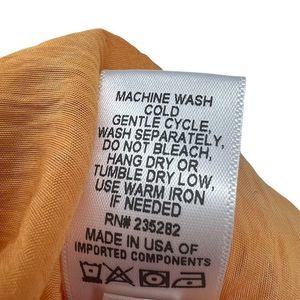 MACHINE WASH
COLD
GENTLE CYCLE,
WASH SEPARATELY,
DO NOT BLEACH,
HANG DRY OR
TUMBLE DRY LOW,
USE WARM IRON
IF NEEDED
RN# 235282
MADE IN USA OF
IMPORTED COMPONENTS